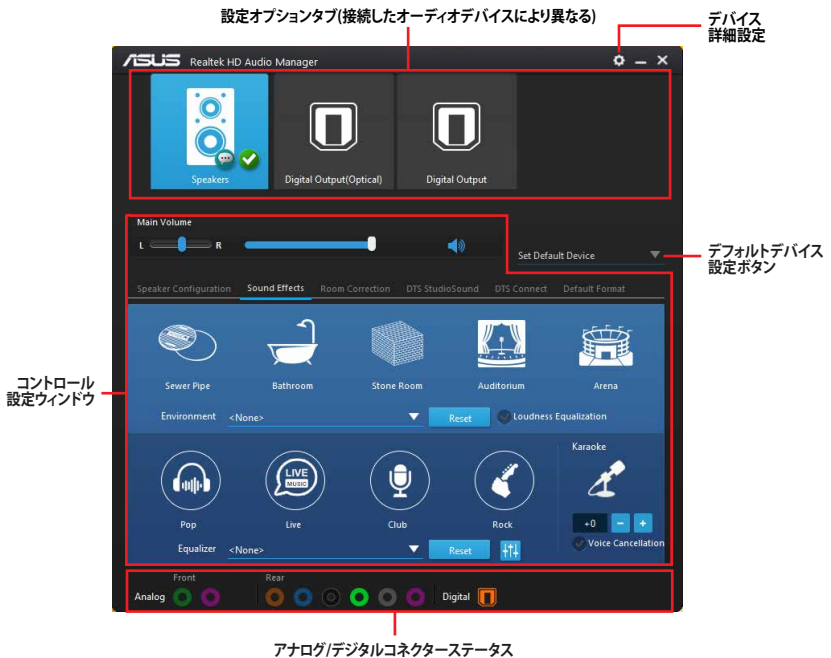 設定オプションタブ(接続したオーディオデバイスにより異なる)
デバイス
詳細設定
ASUS Realtek HD Audio Manager
Speakers
Digital Output(Optical)
Digital Output
Main Volume
L R
Set Default Device
デフォルトデバイス
設定ボタン
Speaker Configuration Sound Effects Room Correction DTS StudioSound DTS Connect Default Format
コントロール
設定ウィンドウ
Sewer Pipe Bathroom Stone Room Auditorium Arena
Environment <None> Reset Loudness Equalization
Karaoke
LIVE
MUSIC
Pop Live Club Rock
+0 - +
Equalizer <None> Reset Voice Cancellation
Front Rear
Analog Digital
アナログ/デジタルコネクターステータス